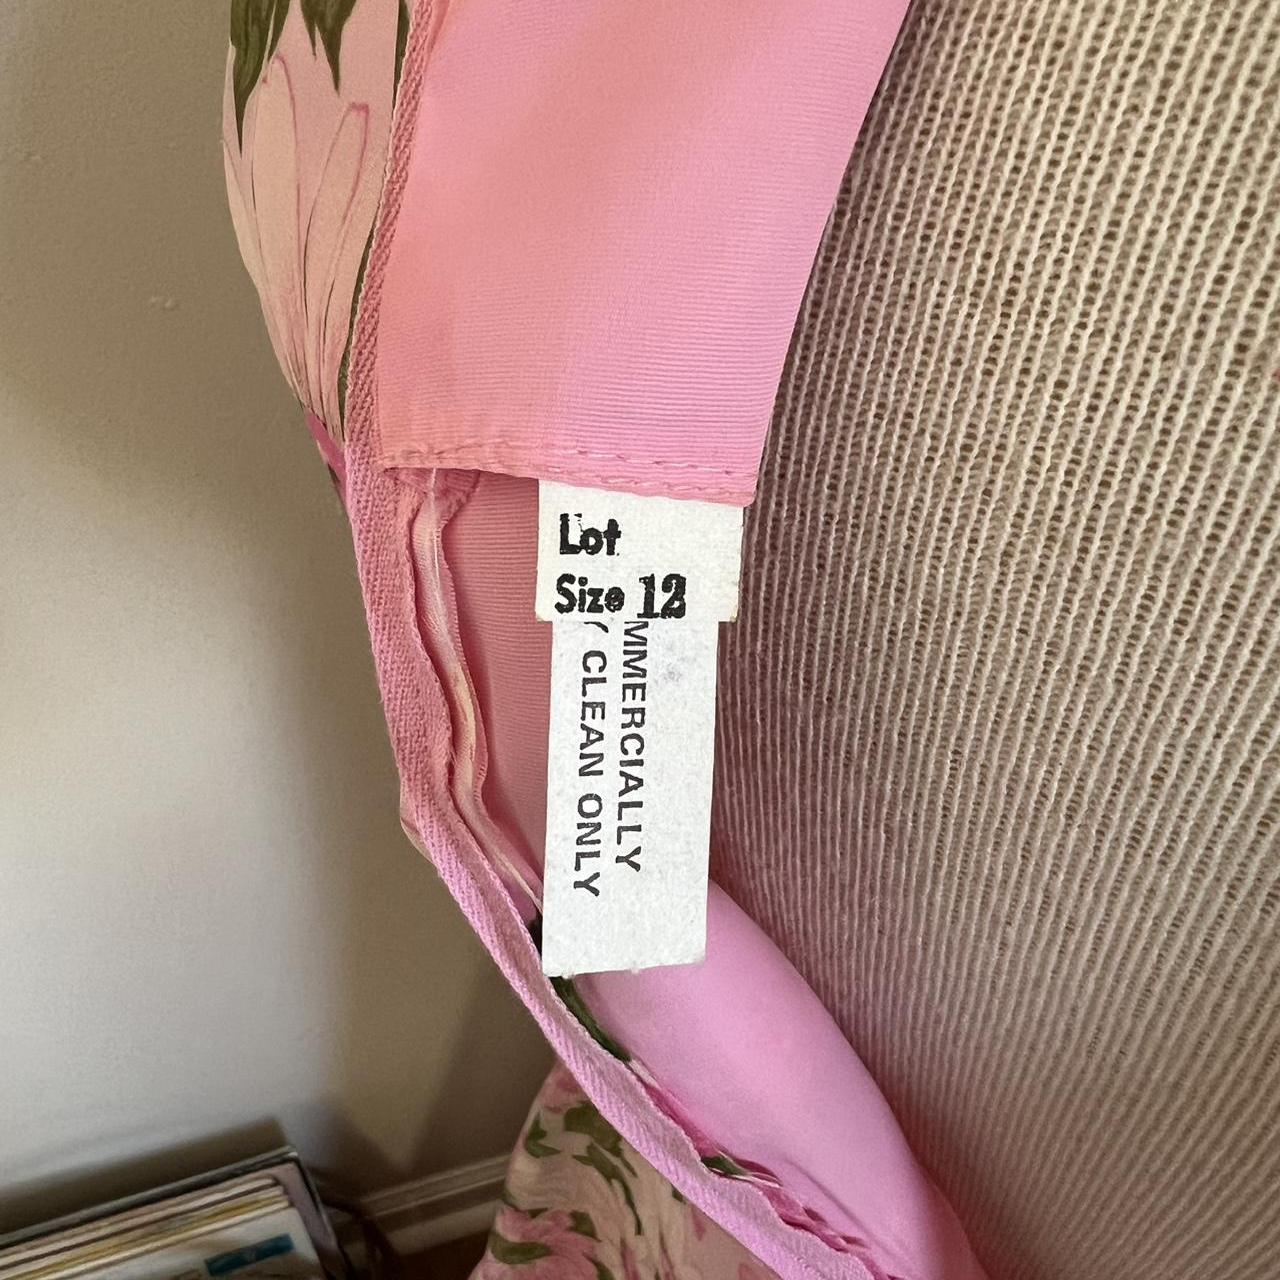 Lot
Size 12
MMERCIALLY
Y CLEAN ONLY